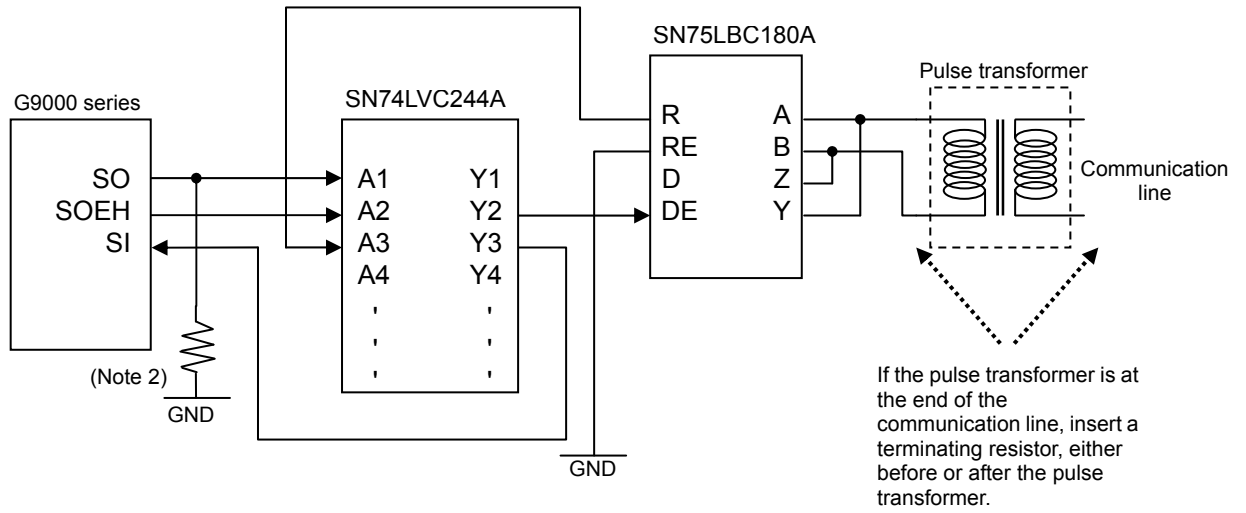 SN75LBC180A
Pulse transformer
G9000 series
SN74LVC244A
R A
RE B
D Z
DE Y
SO
SOEH
SI
A1 Y1
A2 Y2
A3 Y3
A4 Y4
' '
' '
' '
Communication
line
(Note 2)
GND
GND
If the pulse transformer is at
the end of the
communication line, insert a
terminating resistor, either
before or after the pulse
transformer.